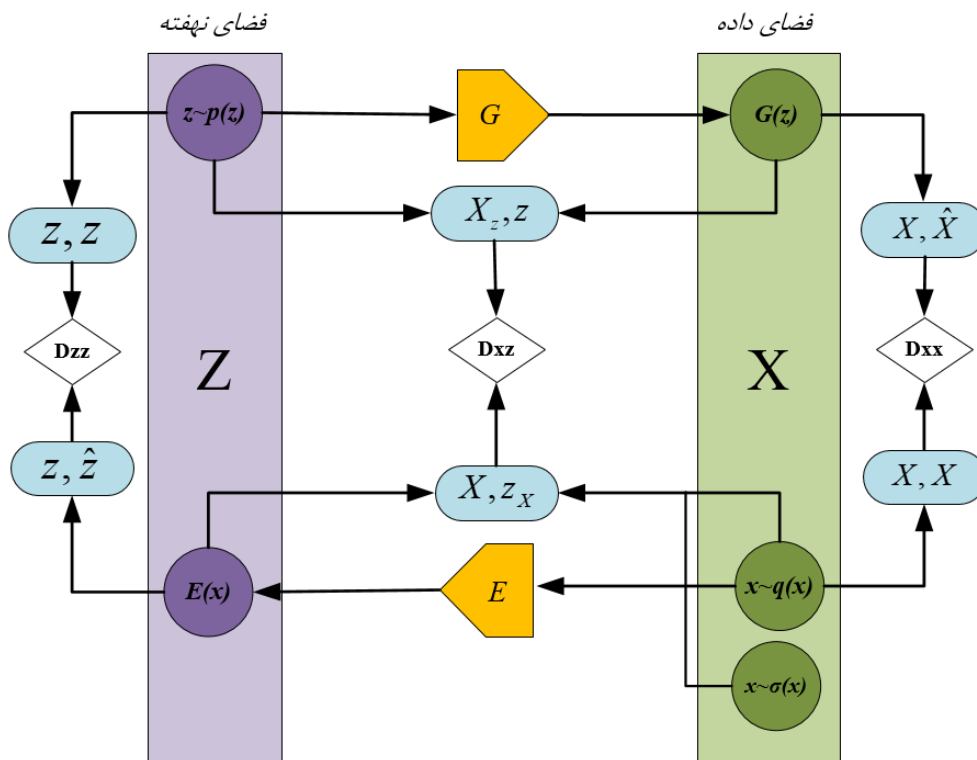 فضای نهفته
فضای داده
z~p(z)
G
G(z)
z, z
X_z, z
X, X̂
Dzz
Dxz
Dxx
Z
X
z, ẑ
X, z_X
X, X
E(x)
E
x~q(x)
x~σ(x)